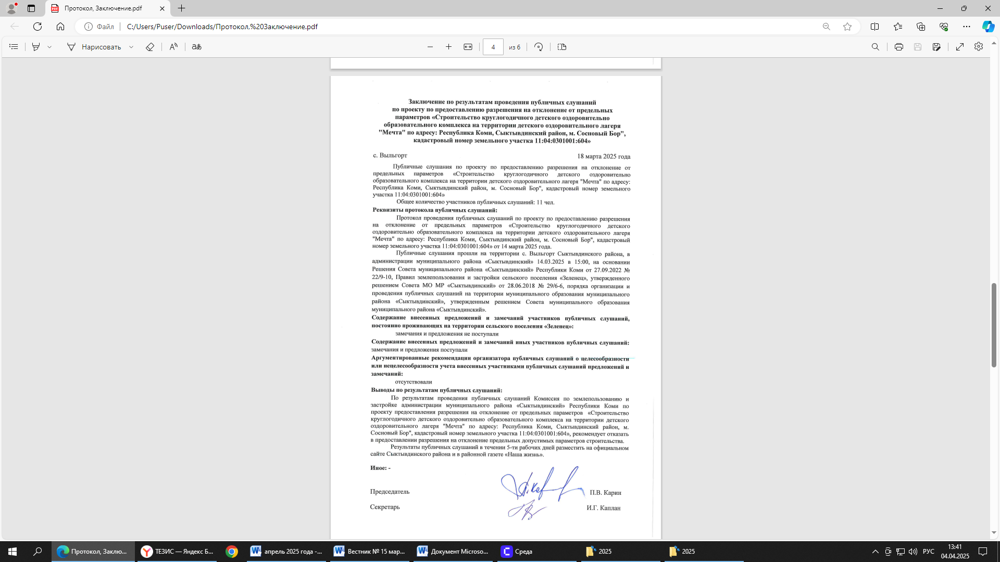 Протокол, Заключение.pdf
Файл
C:/Users/Puser/Downloads/Протокол,%20Заключение.pdf
Нарисовать
4
из 6
Заключение по результатам проведения публичных слушаний
по проекту по предоставлению разрешения на отклонение от предельных
параметров «Строительство круглогодичного детского оздоровительно
образовательного комплекса на территории детского оздоровительного лагеря
"Мечта" по адресу: Республика Коми, Сыктывдинский район, м. Сосновый Бор",
кадастровый номер земельного участка 11:04:0301001:604»
с. Выльгорт 18 марта 2025 года
Публичные слушания по проекту по предоставлению разрешения на отклонение от
предельных параметров «Строительство круглогодичного детского оздоровительно
образовательного комплекса на территории детского оздоровительного лагеря "Мечта" по адресу:
Республика Коми, Сыктывдинский район, м. Сосновый Бор", кадастровый номер земельного
участка 11:04:0301001:604»
Общее количество участников публичных слушаний: 11 чел.
Реквизиты протокола публичных слушаний:
Протокол проведения публичных слушаний по проекту по предоставлению разрешения
на отклонение от предельных параметров «Строительство круглогодичного детского
оздоровительно образовательного комплекса на территории детского оздоровительного лагеря
"Мечта" по адресу: Республика Коми, Сыктывдинский район, м. Сосновый Бор", кадастровый
номер земельного участка 11:04:0301001:604» от 14 марта 2025 года.
Публичные слушания прошли на территории с. Выльгорт Сыктывдинского района, в
администрации муниципального района «Сыктывдинский» 14.03.2025 в 15:00, на основании
Решения Совета муниципального района «Сыктывдинский» Республики Коми от 27.09.2022 №
22/9-10, Правил землепользования и застройки сельского поселения «Зеленец», утвержденного
решением Совета МО МР «Сыктывдинский» от 28.06.2018 № 29/6-6, порядка организации и
проведения публичных слушаний на территории муниципального образования муниципального
района «Сыктывдинский», утвержденным решением Совета муниципального образования
муниципального района «Сыктывдинский».
Содержание внесенных предложений и замечаний участников публичных слушаний,
постоянно проживающих на территории сельского поселения «Зеленец»:
замечания и предложения не поступали
Содержание внесенных предложений и замечаний иных участников публичных слушаний:
замечания и предложения поступали
Аргументированные рекомендации организатора публичных слушаний о целесообразности
или нецелесообразности учета внесенных участниками публичных слушаний предложений и
замечаний:
отсутствовали
Выводы по результатам публичных слушаний:
По результатам проведения публичных слушаний Комиссия по землепользованию и
застройке администрации муниципального района «Сыктывдинский» Республики Коми по
проекту предоставления разрешения на отклонение от предельных параметров «Строительство
круглогодичного детского оздоровительно образовательного комплекса на территории детского
оздоровительного лагеря "Мечта" по адресу: Республика Коми, Сыктывдинский район, м.
Сосновый Бор", кадастровый номер земельного участка 11:04:0301001:604», рекомендует отказать
в предоставлении разрешения на отклонение предельных допустимых параметров строительства.
Результаты публичных слушаний в течении 5-ти рабочих дней разместить на официальном
сайте Сыктывдинского района и в районной газете «Наша жизнь».
Иное: -
Председатель П.В. Карин
Секретарь И.Г. Каплан
Протокол, Заклю...
ТЕЗИС — Яндекс Б...
апрель 2025 года -...
Вестник № 15 мар...
Документ Microso...
Среда
2025
2025
РУС
13:41
04.04.2025